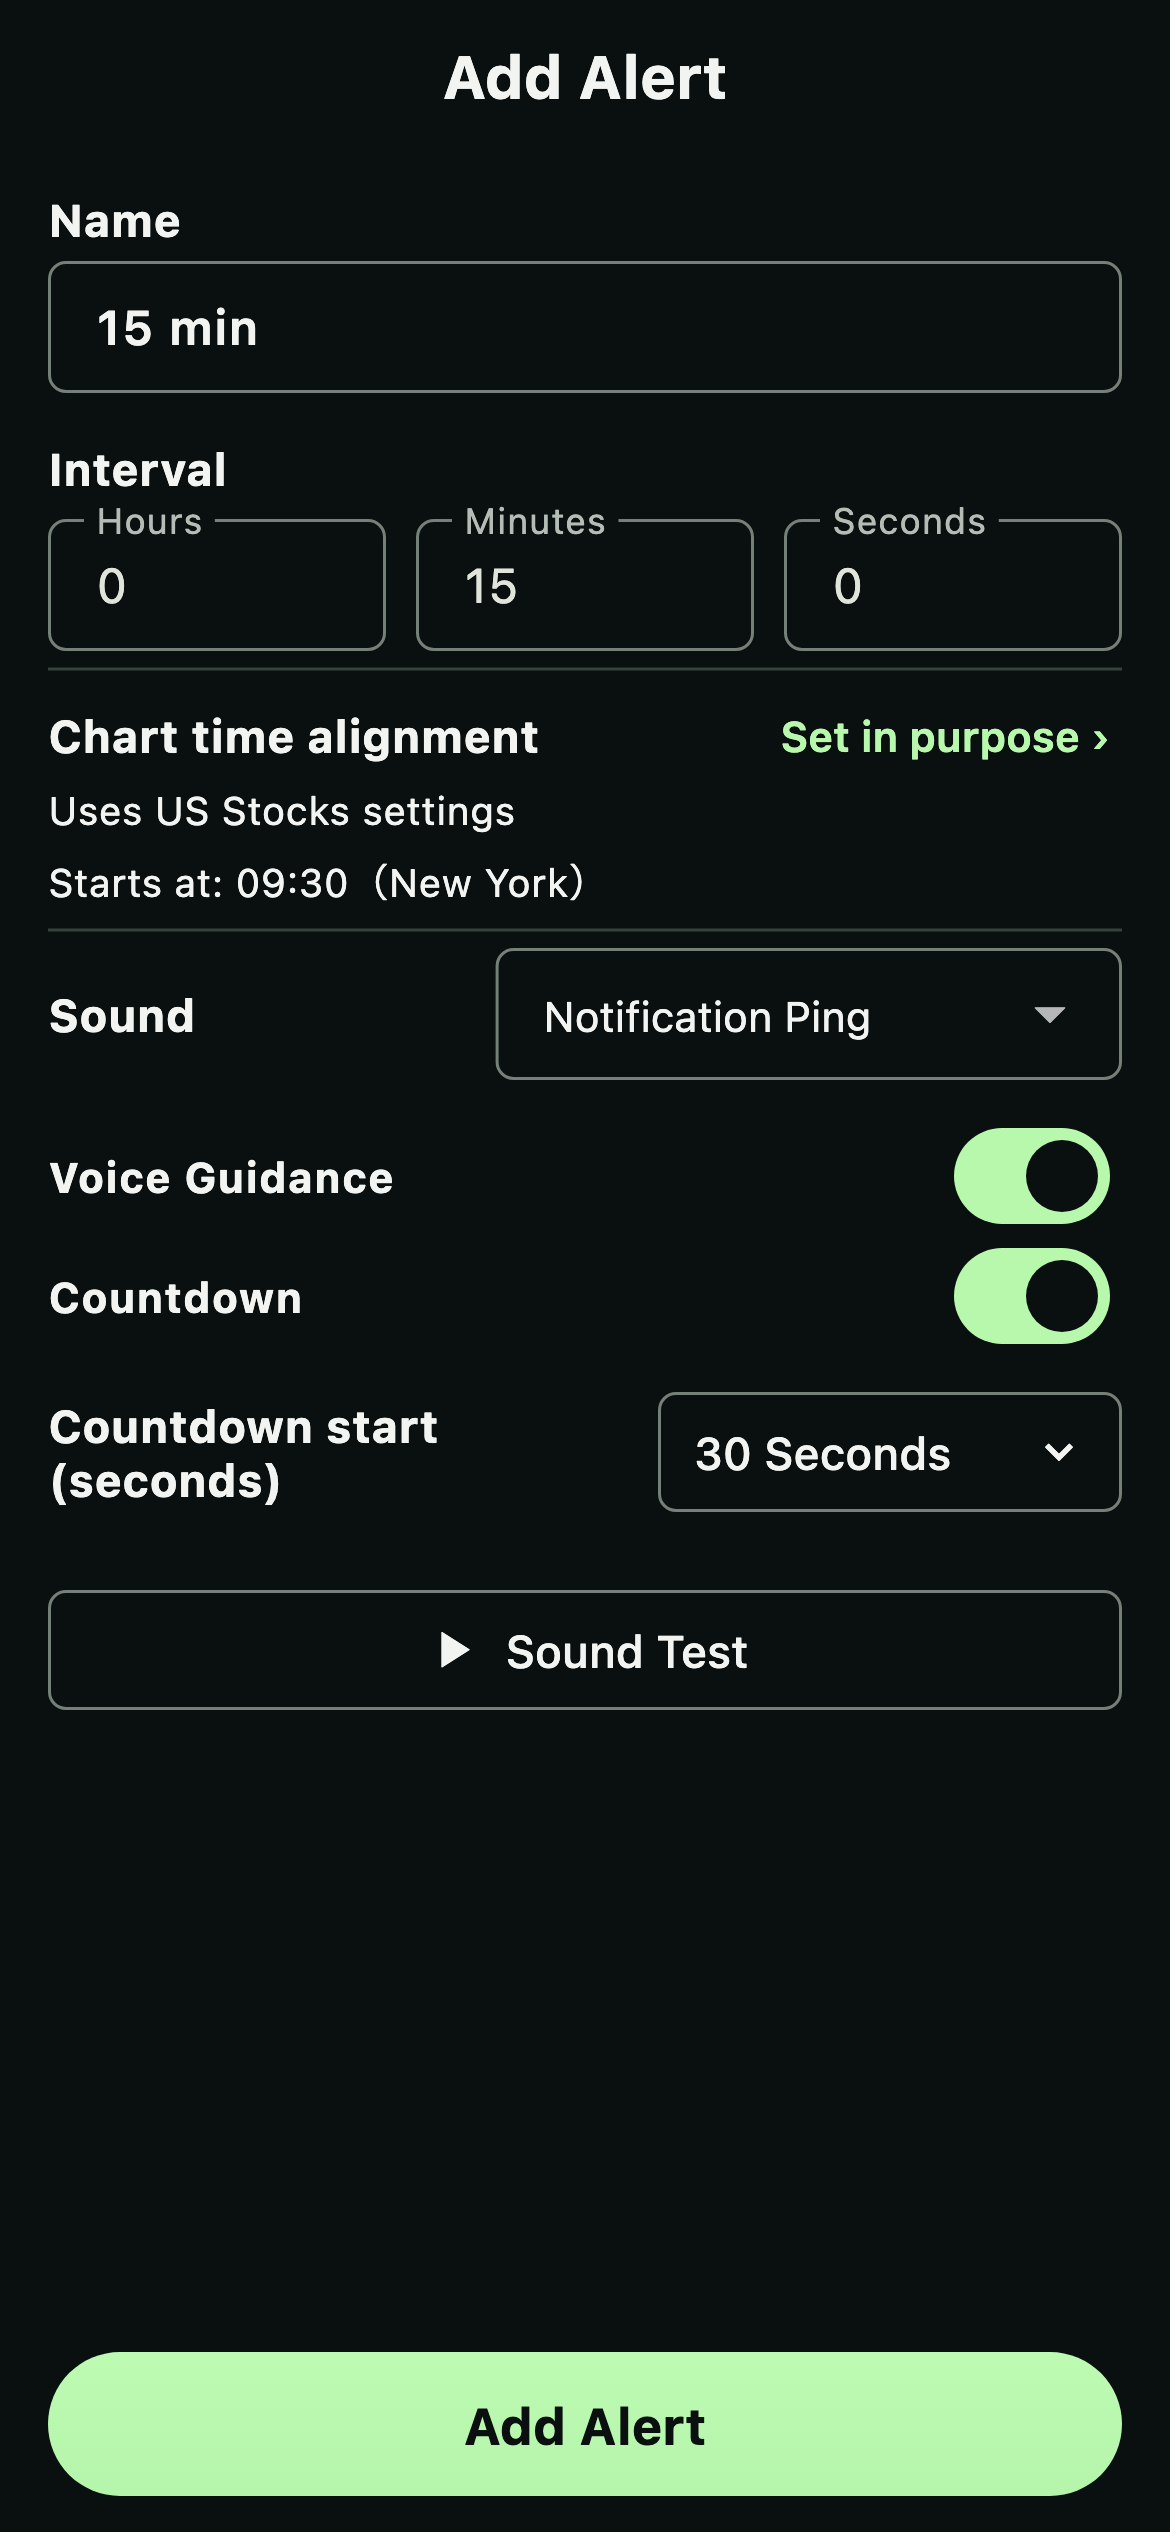 Add Alert
Name
15 min
Interval
Hours Minutes Seconds
0 15 0
Chart time alignment Set in purpose ›
Uses US Stocks settings
Starts at: 09:30（New York）
Sound Notification Ping
Voice Guidance
Countdown
Countdown start
(seconds)
30 Seconds
Sound Test
Add Alert